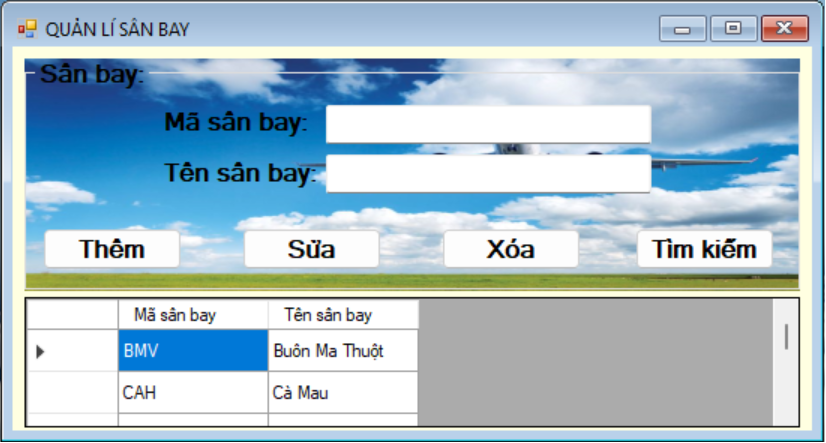 QUẢN LÍ SÂN BAY
Sân bay:
Mã sân bay:
Tên sân bay:
Thêm Sửa Xóa Tìm kiếm
Mã sân bay Tên sân bay
BMV Buôn Ma Thuột
CAH Cà Mau